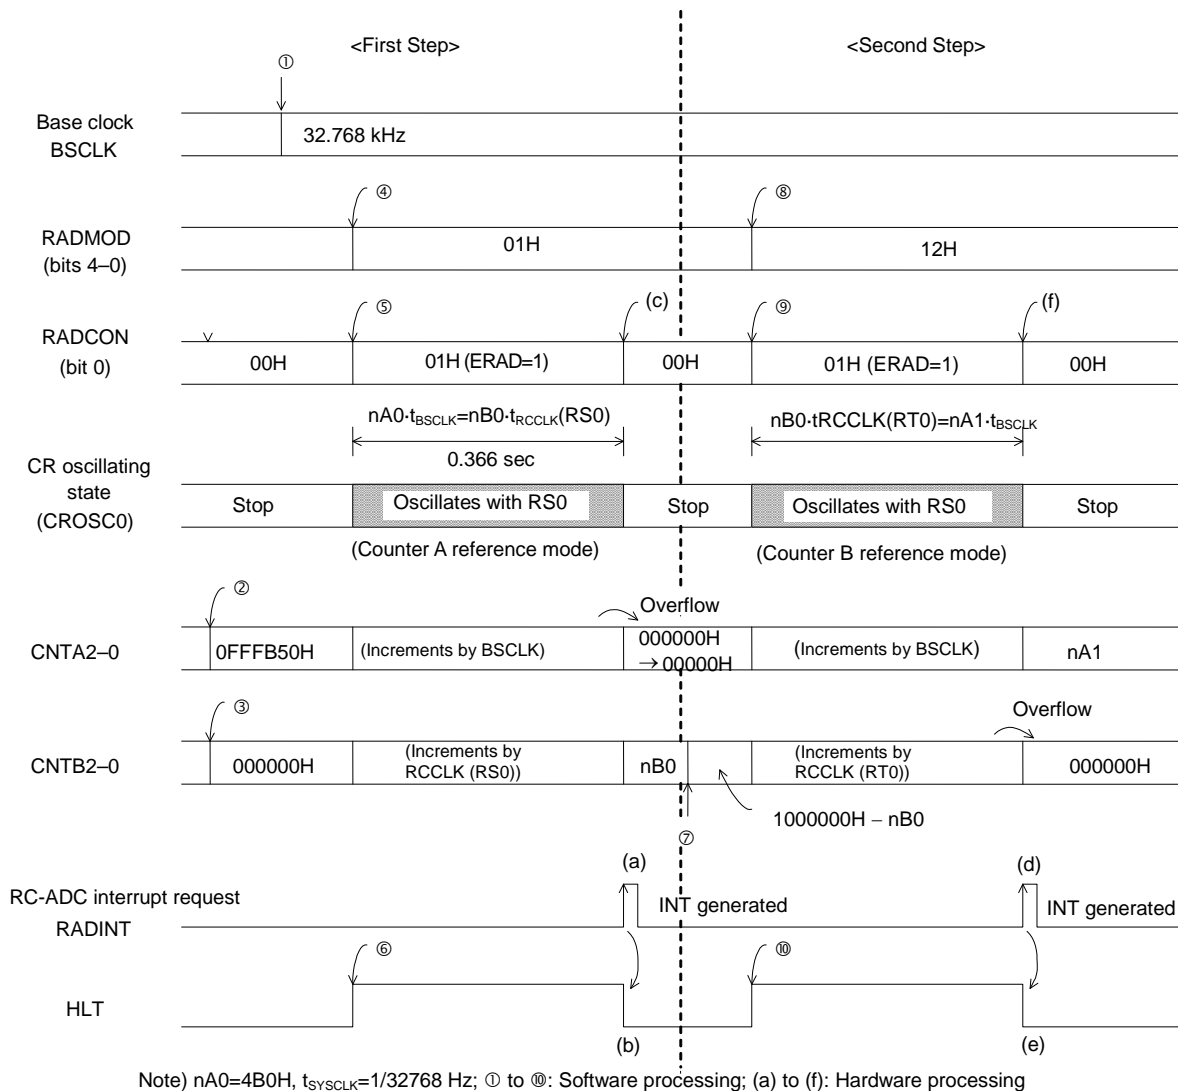 <First Step>
<Second Step>
①
Base clock
BSCLK
32.768 kHz
④
⑧
RADMOD
(bits 4–0)
01H
12H
⑤
(c)
⑨
(f)
RADCON
(bit 0)
00H
01H (ERAD=1)
00H
01H (ERAD=1)
00H
nA0·tBSCLK=nB0·tRCCLK(RS0)
nB0·tRCCLK(RT0)=nA1·tBSCLK
0.366 sec
CR oscillating
state
(CROSC0)
Stop
Oscillates with RS0
Stop
Oscillates with RS0
Stop
(Counter A reference mode)
(Counter B reference mode)
②
Overflow
CNTA2–0
0FFFB50H
(Increments by BSCLK)
000000H
→ 00000H
(Increments by BSCLK)
nA1
③
Overflow
CNTB2–0
000000H
(Increments by
RCCLK (RS0))
nB0
(Increments by
RCCLK (RT0))
000000H
1000000H – nB0
⑦
(a)
(d)
RC-ADC interrupt request
RADINT
INT generated
INT generated
⑥
⑩
HLT
(b)
(e)
Note) nA0=4B0H, tSYSCLK=1/32768 Hz; ① to ⑩: Software processing; (a) to (f): Hardware processing